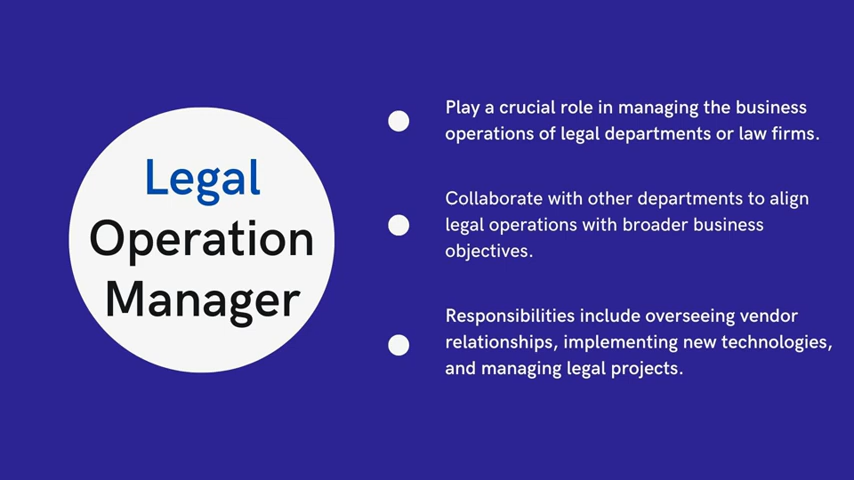 Legal
Operation
Manager
Play a crucial role in managing the business
operations of legal departments or law firms.
Collaborate with other departments to align
legal operations with broader business
objectives.
Responsibilities include overseeing vendor
relationships, implementing new technologies,
and managing legal projects.